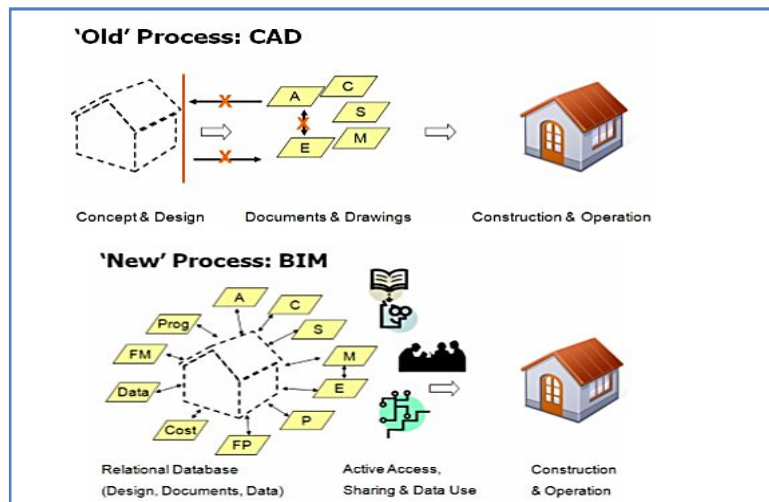 'Old' Process: CAD
A
C
S
M
E
X
X
X
Concept & Design
Documents & Drawings
Construction & Operation
'New' Process: BIM
A
C
S
M
E
P
FP
Cost
Data
FM
Prog
Relational Database
(Design, Documents, Data)
Active Access,
Sharing & Data Use
Construction
& Operation